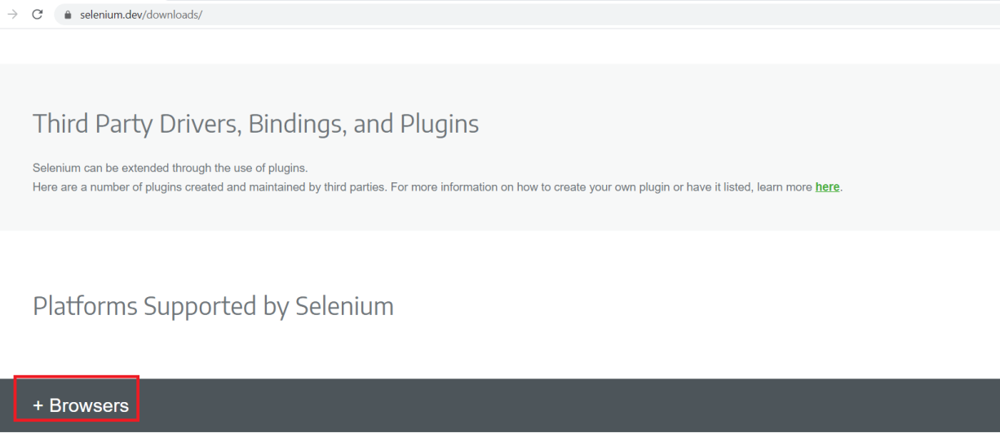 selenium.dev/downloads/
Third Party Drivers, Bindings, and Plugins
Selenium can be extended through the use of plugins.
Here are a number of plugins created and maintained by third parties. For more information on how to create your own plugin or have it listed, learn more here.
Platforms Supported by Selenium
+ Browsers